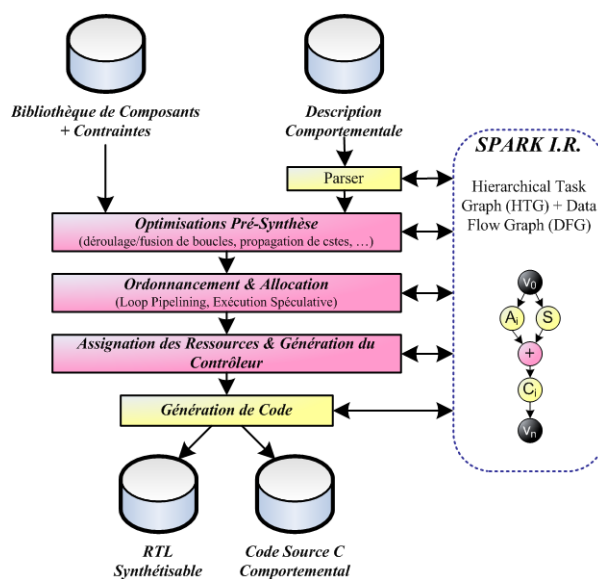 Bibliothèque de Composants
+ Contraintes
Description
Comportementale
Parser
Optimisations Pré-Synthèse
(déroulage/fusion de boucles, propagation de cstes, …)
Ordonnancement & Allocation
(Loop Pipelining, Exécution Spéculative)
Assignation des Ressources & Génération du
Contrôleur
Génération de Code
RTL
Synthétisable
Code Source C
Comportemental
SPARK I.R.
Hierarchical Task
Graph (HTG) + Data
Flow Graph (DFG)
v0
Ai
S
+
Ci
vn